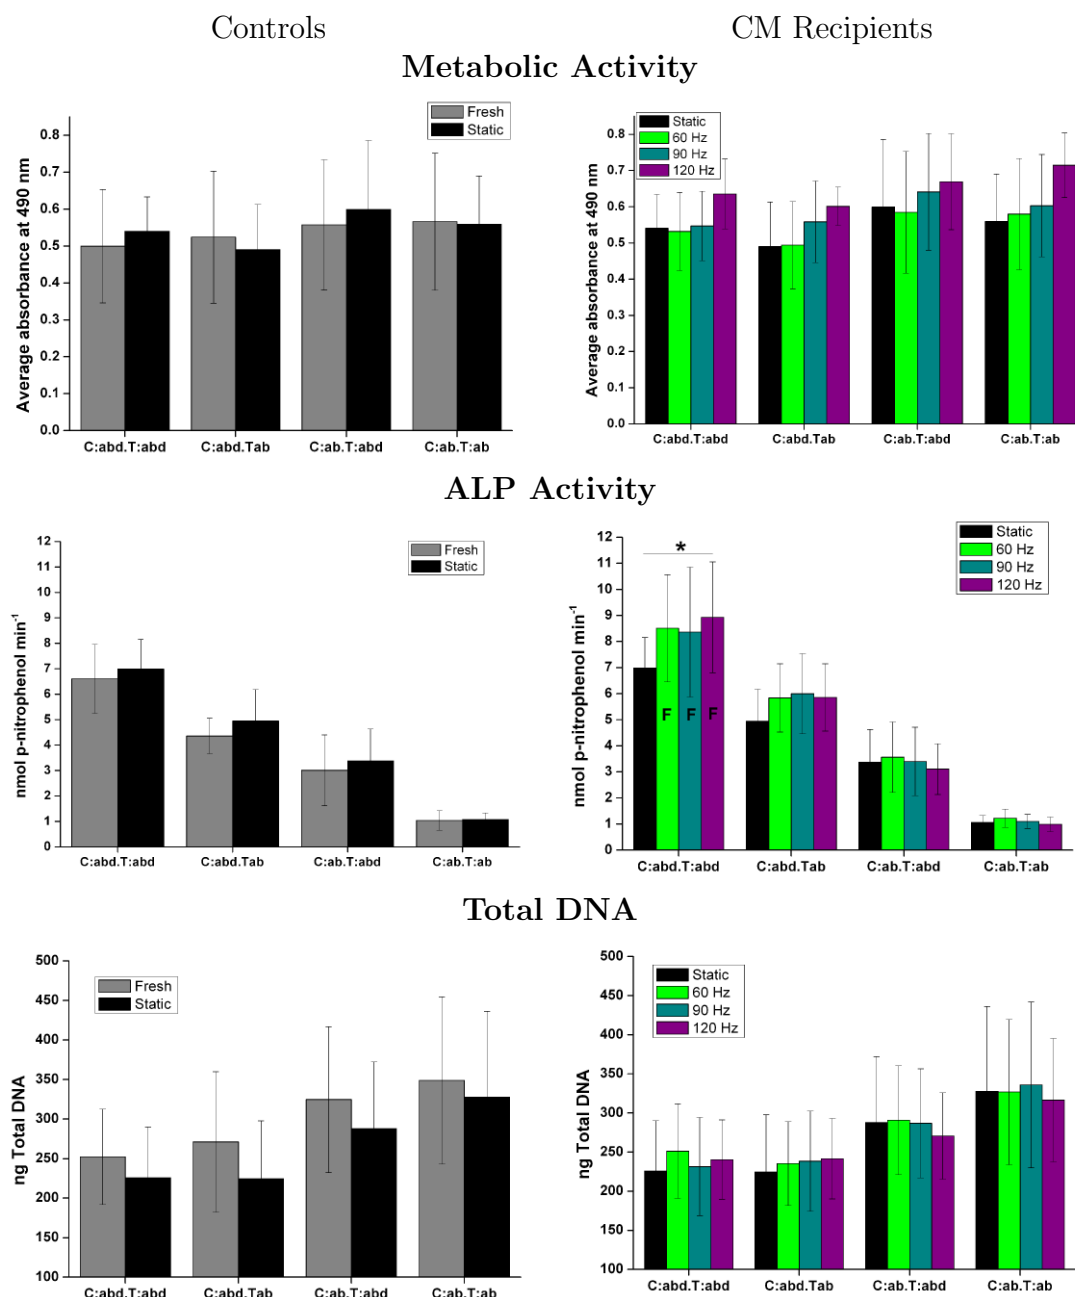 Controls
CM Recipients
Metabolic Activity
Average absorbance at 490 nm
0.8
0.7
0.6
0.5
0.4
0.3
0.2
0.1
0.0
Fresh
Static
C:abd.T:abd C:abd.Tab C:ab.T:abd C:ab.T:ab
Average absorbance at 490 nm
0.8
0.7
0.6
0.5
0.4
0.3
0.2
0.1
0.0
Static
60 Hz
90 Hz
120 Hz
C:abd.T:abd C:abd.Tab C:ab.T:abd C:ab.T:ab
ALP Activity
nmol p-nitrophenol min⁻¹
12
11
10
9
8
7
6
5
4
3
2
1
0
Fresh
Static
C:abd.T:abd C:abd.Tab C:ab.T:abd C:ab.T:ab
nmol p-nitrophenol min⁻¹
12
11
10
9
8
7
6
5
4
3
2
1
0
Static
60 Hz
90 Hz
120 Hz
*
F F F
C:abd.T:abd C:abd.Tab C:ab.T:abd C:ab.T:ab
Total DNA
ng Total DNA
500
450
400
350
300
250
200
150
100
Fresh
Static
C:abd.T:abd C:abd.Tab C:ab.T:abd C:ab.T:ab
ng Total DNA
500
450
400
350
300
250
200
150
100
Static
60 Hz
90 Hz
120 Hz
C:abd.T:abd C:abd.Tab C:ab.T:abd C:ab.T:ab